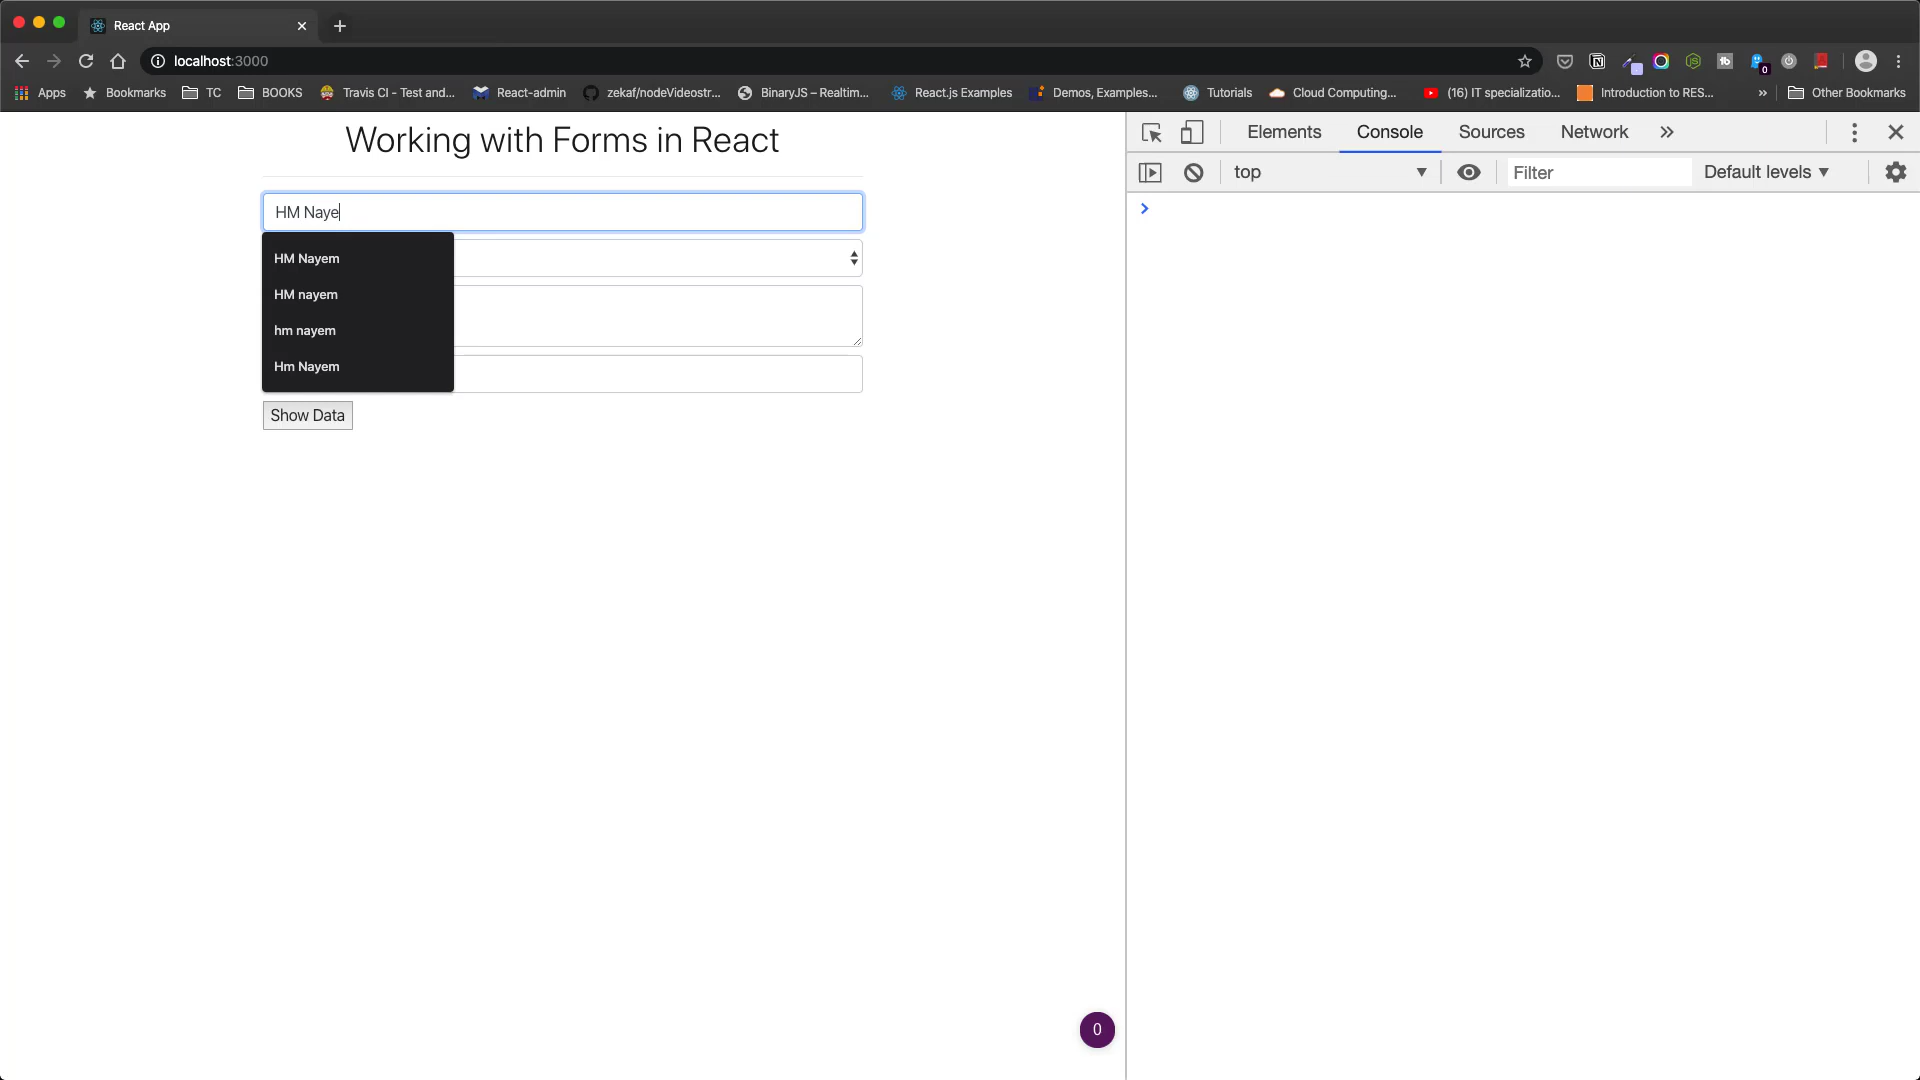 React App
localhost:3000
Apps Bookmarks TC BOOKS Travis CI - Test and... React-admin zekaf/nodeVideostr... BinaryJS – Realtim... React.js Examples Demos, Examples... Tutorials Cloud Computing... (16) IT specializatio... Introduction to RES... » Other Bookmarks
Working with Forms in React
HM Naye
HM Nayem
HM nayem
hm nayem
Hm Nayem
Show Data
0
Elements Console Sources Network »
top Filter Default levels